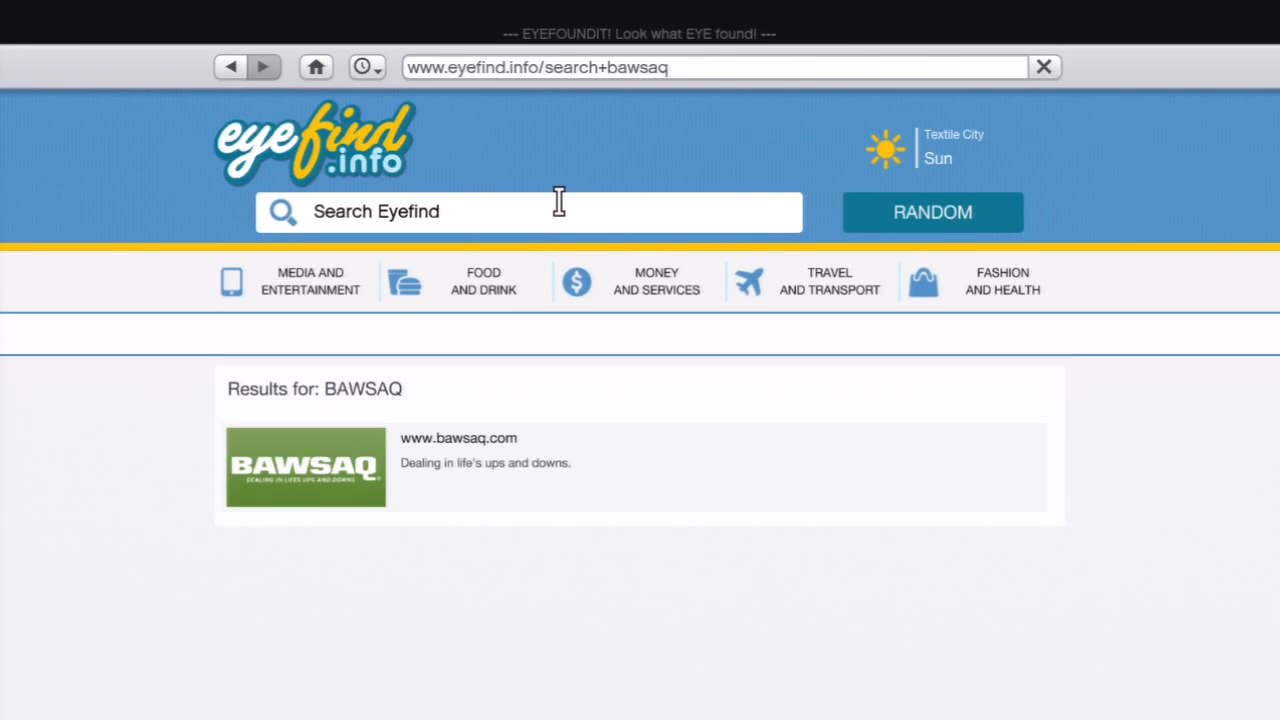 --- EYEFOUNDIT! Look what EYE found! ---
www.eyefind.info/search+bawsaq
eyefind
.info
Textile City
Sun
Search Eyefind
RANDOM
MEDIA AND
ENTERTAINMENT
FOOD
AND DRINK
MONEY
AND SERVICES
TRAVEL
AND TRANSPORT
FASHION
AND HEALTH
Results for: BAWSAQ
BAWSAQ
DEALING IN LIFES UPS AND DOWNS
www.bawsaq.com
Dealing in life's ups and downs.